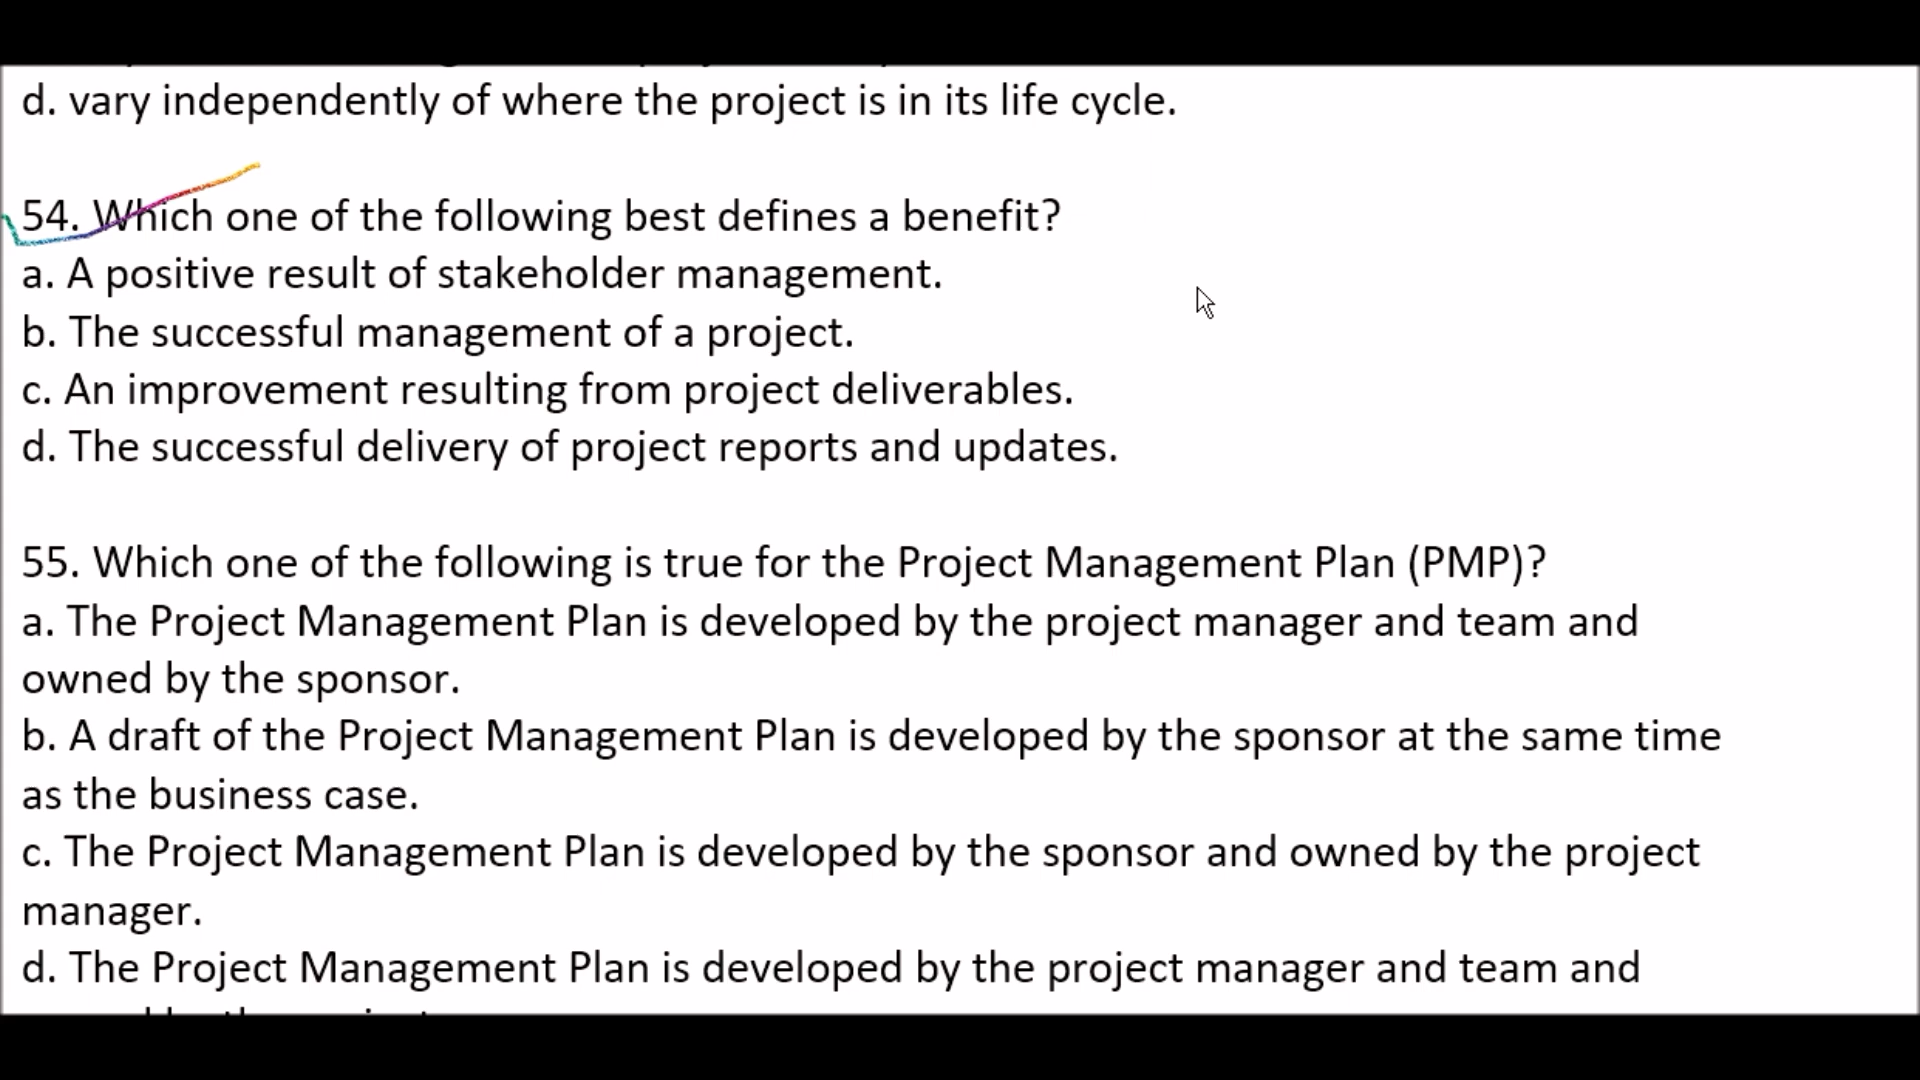 d. vary independently of where the project is in its life cycle.
54. Which one of the following best defines a benefit?
a. A positive result of stakeholder management.
b. The successful management of a project.
c. An improvement resulting from project deliverables.
d. The successful delivery of project reports and updates.
55. Which one of the following is true for the Project Management Plan (PMP)?
a. The Project Management Plan is developed by the project manager and team and
owned by the sponsor.
b. A draft of the Project Management Plan is developed by the sponsor at the same time
as the business case.
c. The Project Management Plan is developed by the sponsor and owned by the project
manager.
d. The Project Management Plan is developed by the project manager and team and